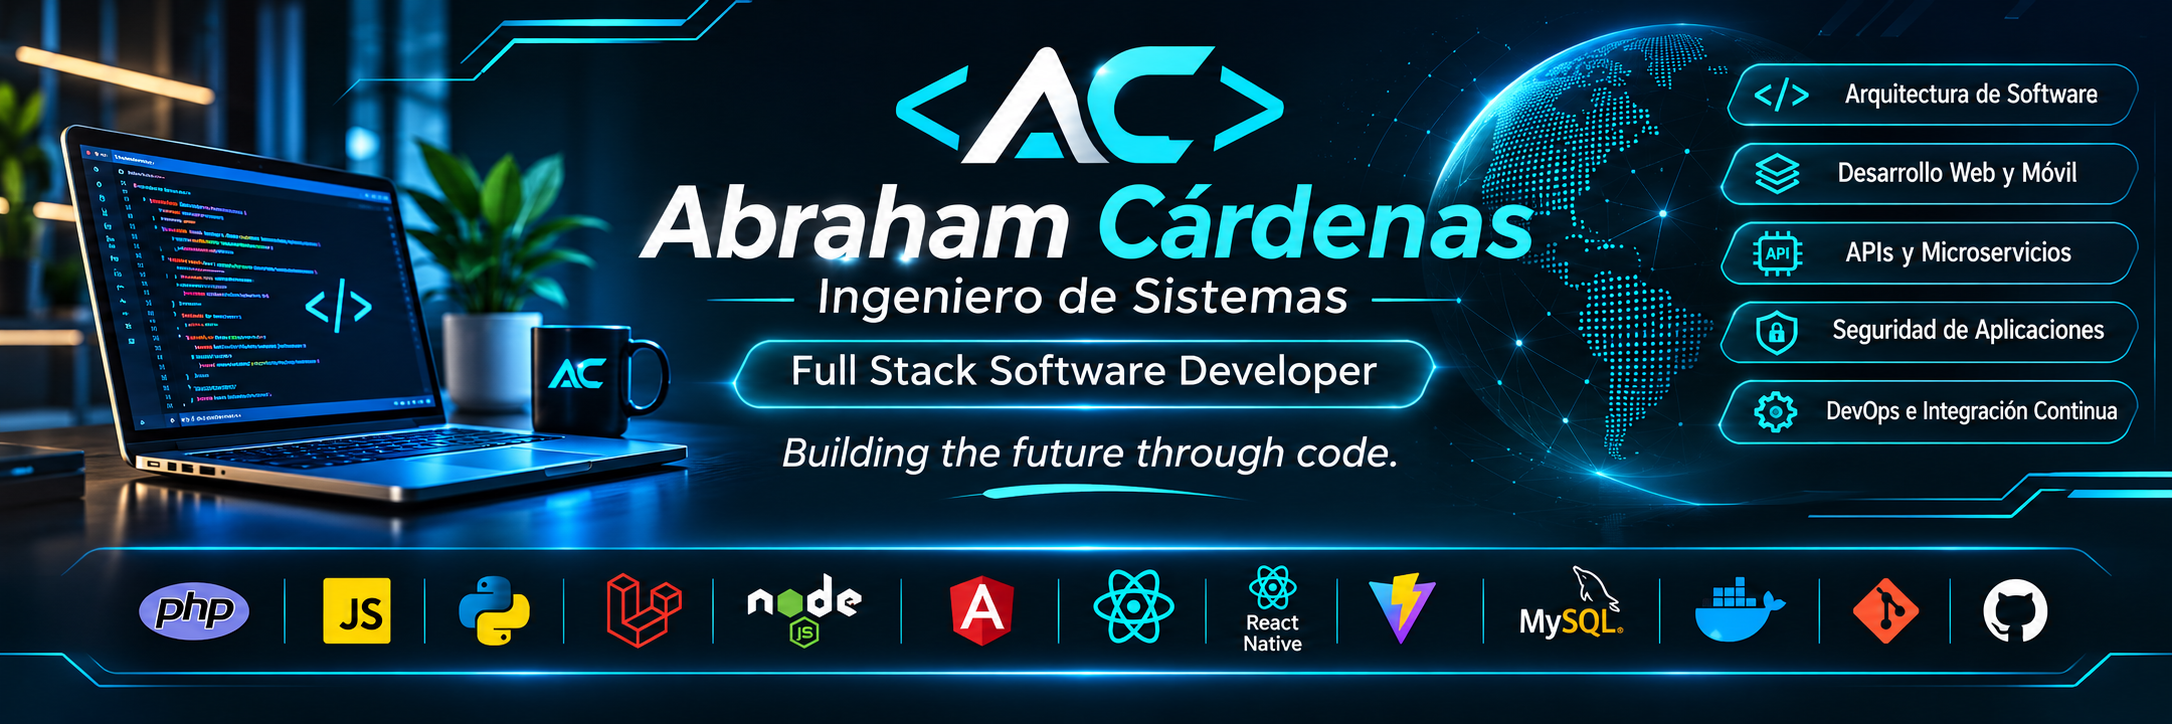 <AC>
Abraham Cárdenas
Ingeniero de Sistemas
Full Stack Software Developer
Building the future through code.
</>
AC
</> Arquitectura de Software
Desarrollo Web y Móvil
API
APIs y Microservicios
Seguridad de Aplicaciones
DevOps e Integración Continua
php
JS
node
JS
A
React
Native
MySQL®